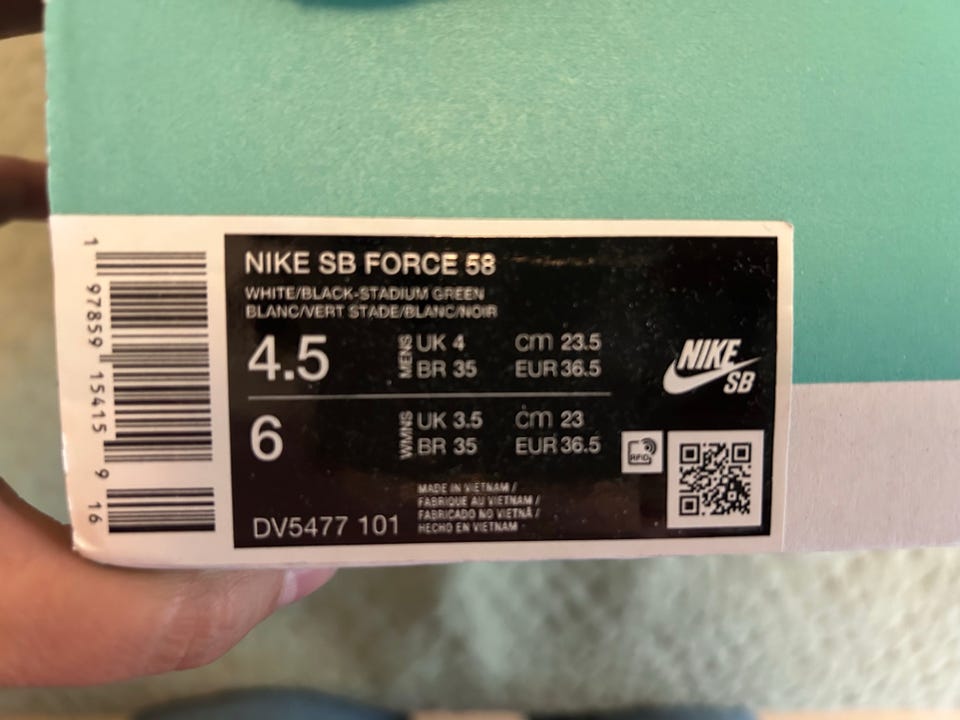 1 97859 15415 9 16
NIKE SB FORCE 58
WHITE/BLACK-STADIUM GREEN
BLANC/VERT STADE/BLANC/NOIR
4.5 MENS UK 4 cm 23.5
BR 35 EUR 36.5
6 WMNS UK 3.5 cm 23
BR 35 EUR 36.5
RFID
MADE IN VIETNAM /
FABRIQUE AU VIETNAM /
FABRICADO NO VIETNÃ /
HECHO EN VIETNAM
DV5477 101
NIKE
SB